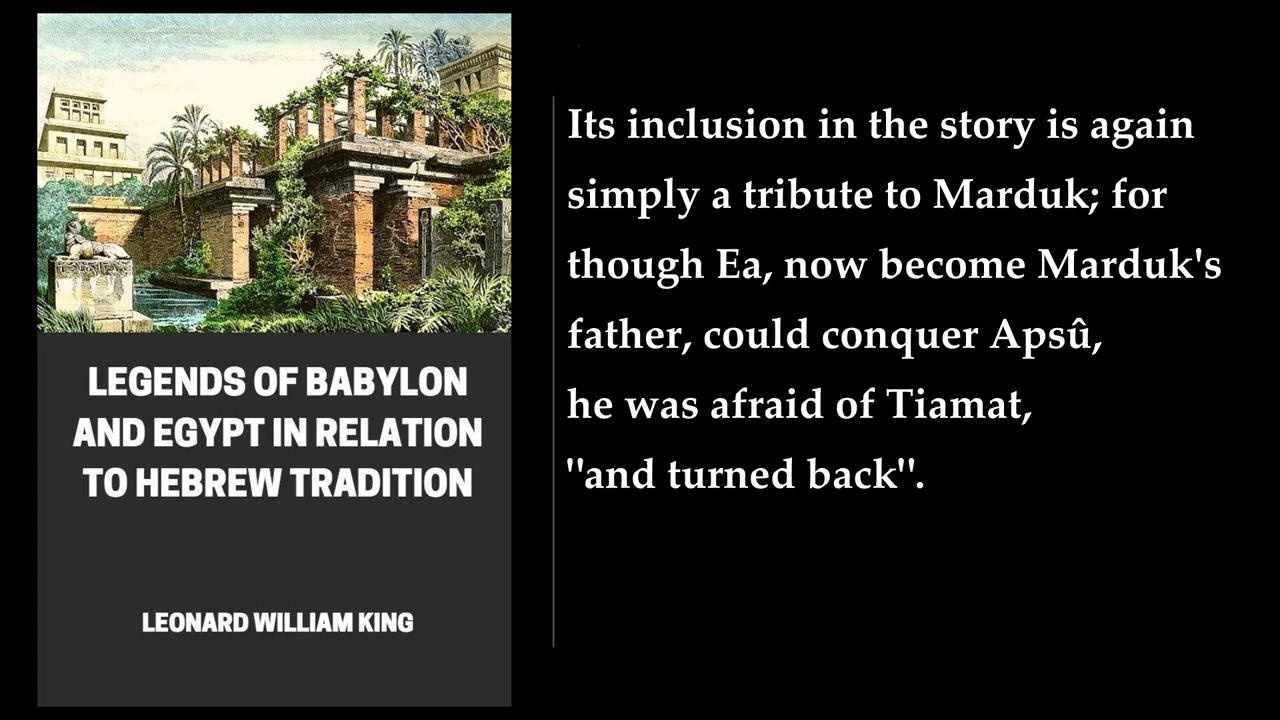 LEGENDS OF BABYLON
AND EGYPT IN RELATION
TO HEBREW TRADITION
LEONARD WILLIAM KING
Its inclusion in the story is again
simply a tribute to Marduk; for
though Ea, now become Marduk's
father, could conquer Apsû,
he was afraid of Tiamat,
"and turned back".